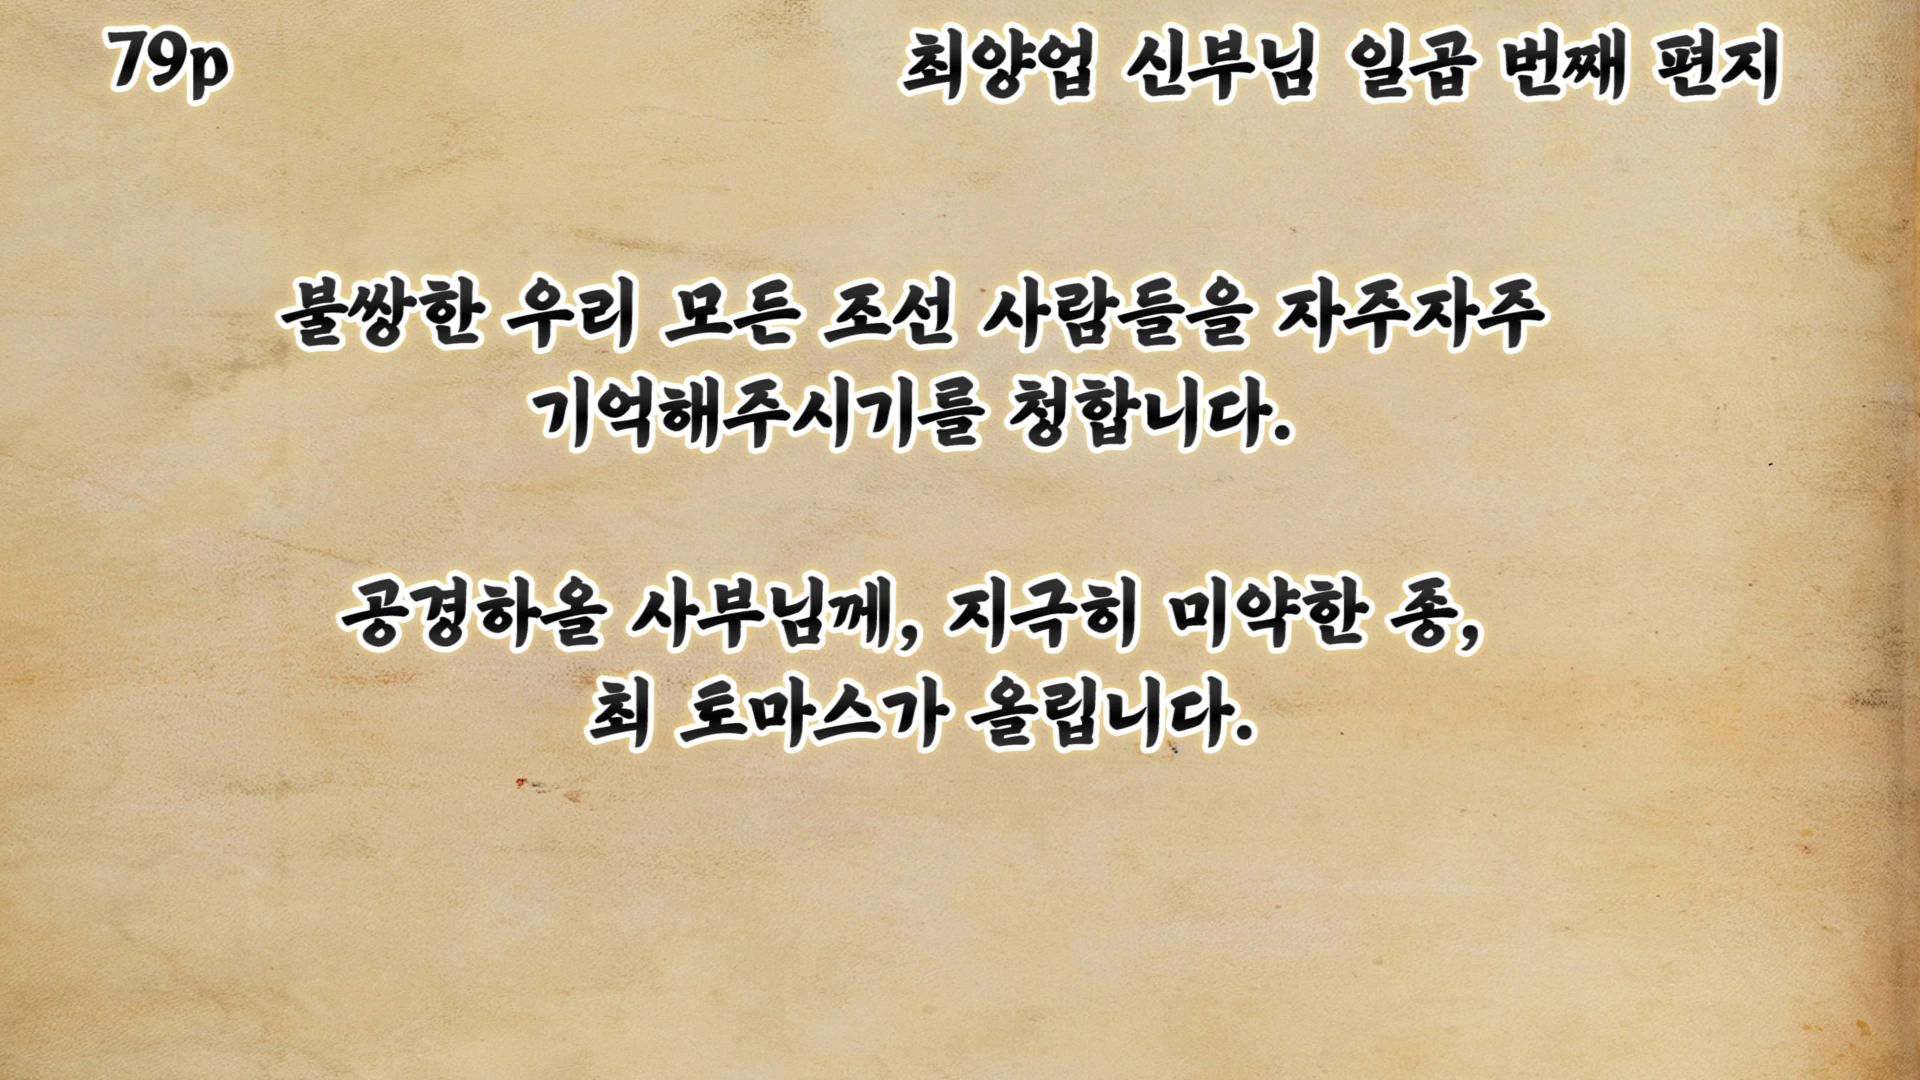 79p
최양업 신부님 일곱 번째 편지
불쌍한 우리 모든 조선 사람들을 자주자주
기억해주시기를 청합니다.
공경하올 사부님께, 지극히 미약한 종,
최 토마스가 올립니다.